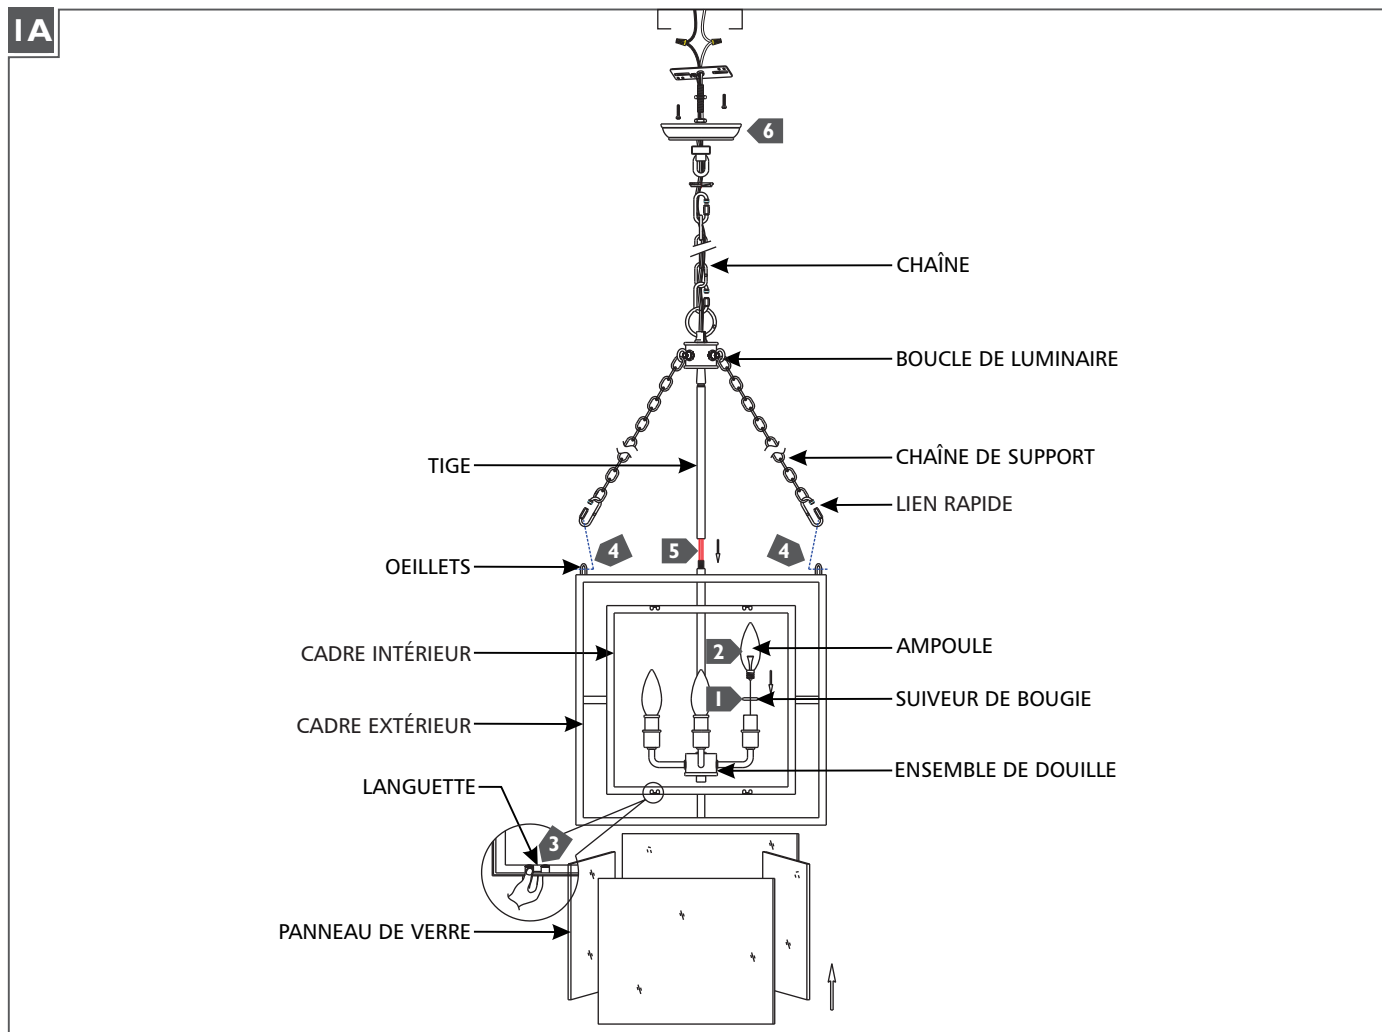 1A
6
CHAÎNE
BOUCLE DE LUMINAIRE
TIGE
CHAÎNE DE SUPPORT
LIEN RAPIDE
4
5
4
OEILLETS
CADRE INTÉRIEUR
2
AMPOULE
1
SUIVEUR DE BOUGIE
CADRE EXTÉRIEUR
ENSEMBLE DE DOUILLE
LANGUETTE
3
PANNEAU DE VERRE